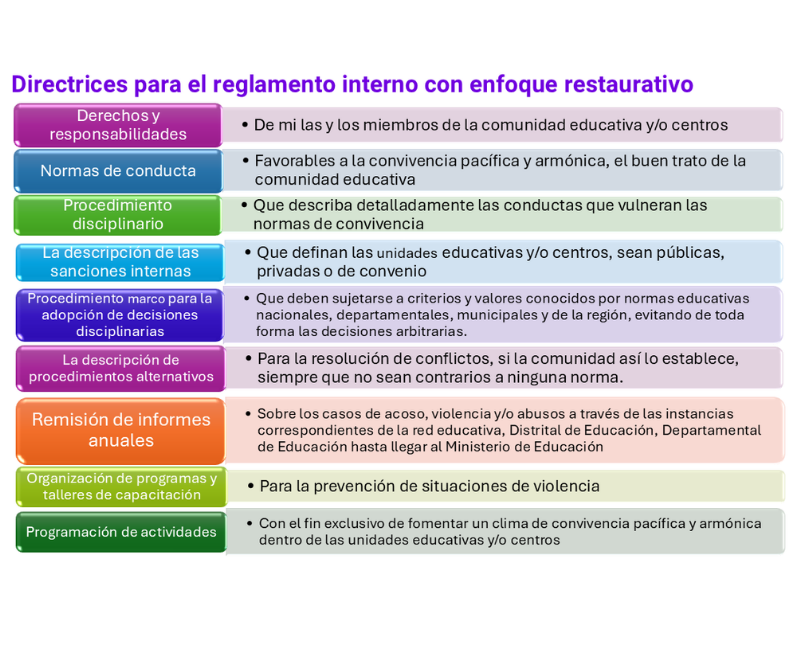 Directrices para el reglamento interno con enfoque restaurativo
Derechos y
responsabilidades
• De mi las y los miembros de la comunidad educativa y/o centros
Normas de conducta
• Favorables a la convivencia pacífica y armónica, el buen trato de la
comunidad educativa
Procedimiento
disciplinario
• Que describa detalladamente las conductas que vulneran las
normas de convivencia
La descripción de las
sanciones internas
• Que definan las unidades educativas y/o centros, sean públicas,
privadas o de convenio
Procedimiento marco para la
adopción de decisiones
disciplinarias
• Que deben sujetarse a criterios y valores conocidos por normas educativas
nacionales, departamentales, municipales y de la región, evitando de toda
forma las decisiones arbitrarias.
La descripción de
procedimientos alternativos
• Para la resolución de conflictos, si la comunidad así lo establece,
siempre que no sean contrarios a ninguna norma.
Remisión de informes
anuales
• Sobre los casos de acoso, violencia y/o abusos a través de las instancias
correspondientes de la red educativa, Distrital de Educación, Departamental
de Educación hasta llegar al Ministerio de Educación
Organización de programas y
talleres de capacitación
• Para la prevención de situaciones de violencia
Programación de actividades
• Con el fin exclusivo de fomentar un clima de convivencia pacífica y armónica
dentro de las unidades educativas y/o centros